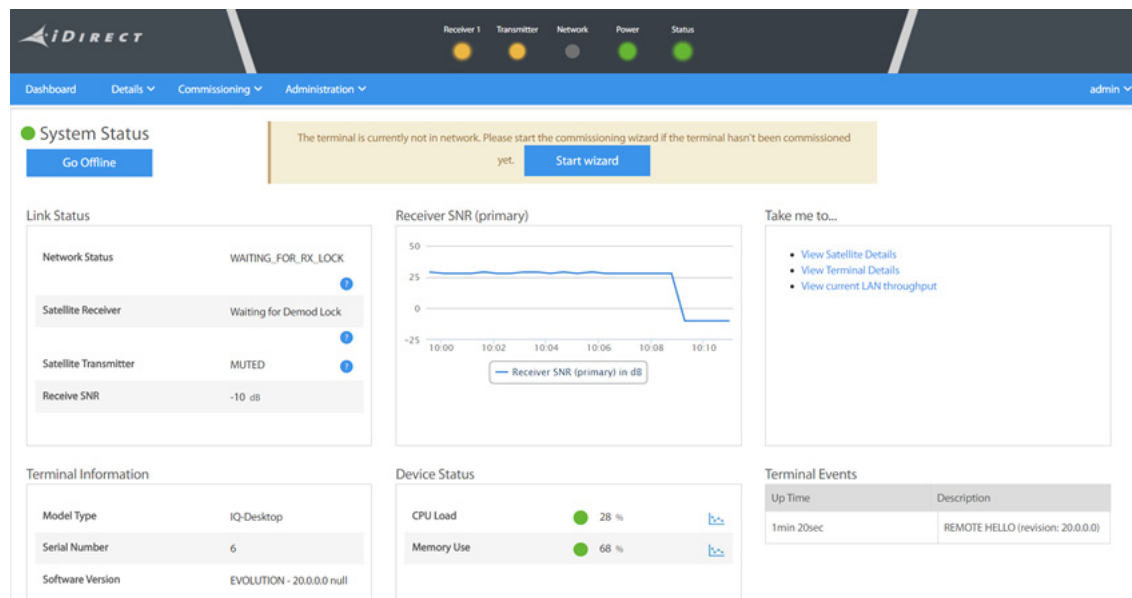 iDIRECT
Receiver 1 Transmitter Network Power Status
Dashboard Details Commissioning Administration admin
System Status
Go Offline
The terminal is currently not in network. Please start the commissioning wizard if the terminal hasn't been commissioned
yet. Start wizard
Link Status
Network Status WAITING_FOR_RX_LOCK
?
Satellite Receiver Waiting for Demod Lock
?
Satellite Transmitter MUTED ?
Receive SNR -10 dB
Receiver SNR (primary)
50
25
0
-25
10:00 10:02 10:04 10:06 10:08 10:10
Receiver SNR (primary) in dB
Take me to...
View Satellite Details
View Terminal Details
View current LAN throughput
Terminal Information
Model Type IQ-Desktop
Serial Number 6
Software Version EVOLUTION - 20.0.0.0 null
Device Status
CPU Load 28 %
Memory Use 68 %
Terminal Events
Up Time Description
1min 20sec REMOTE HELLO (revision: 20.0.0.0)